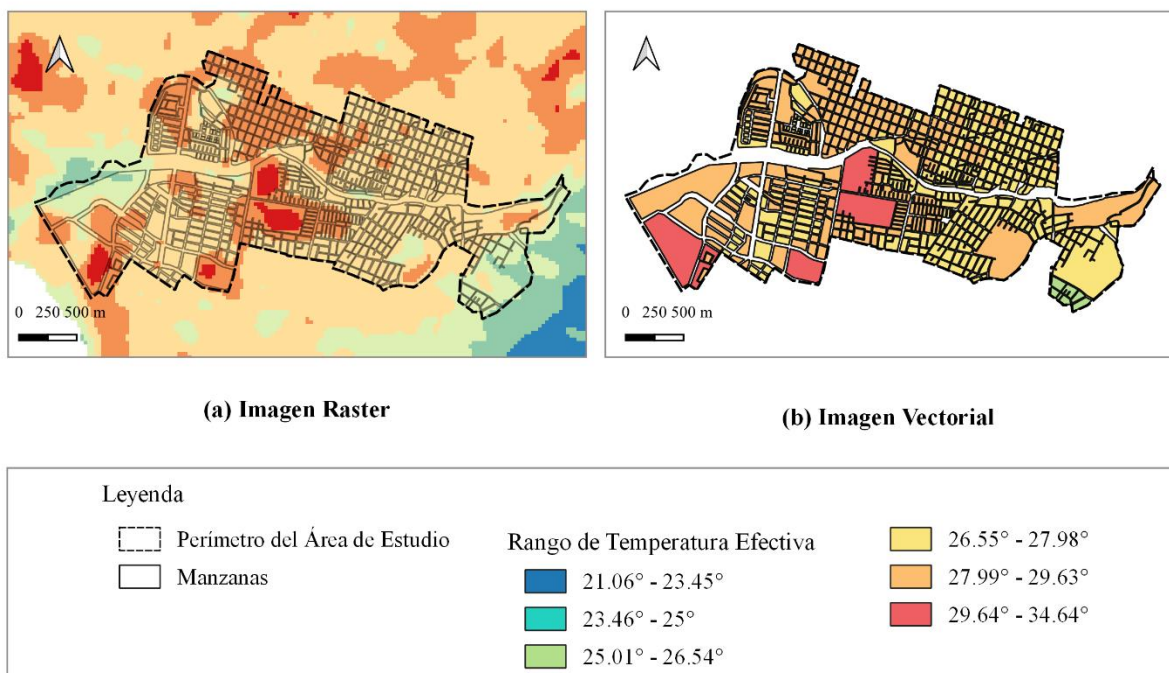 0 250 500 m
0 250 500 m
(a) Imagen Raster
(b) Imagen Vectorial
Leyenda
Perímetro del Área de Estudio
Manzanas
Rango de Temperatura Efectiva
21.06° - 23.45°
23.46° - 25°
25.01° - 26.54°
26.55° - 27.98°
27.99° - 29.63°
29.64° - 34.64°